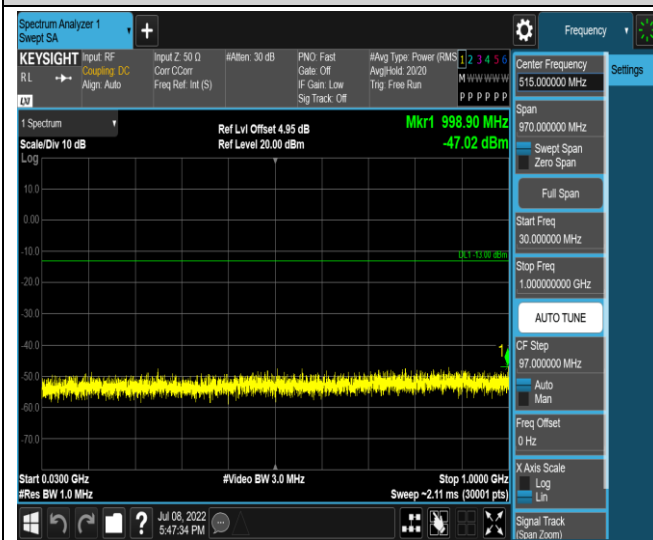 Spectrum Analyzer 1
Swept SA
Frequency
KEYSIGHT
RL
LXI
Input: RF
Coupling: DC
Align: Auto
Input Z: 50 Ω
Corr CCorr
Freq Ref: Int (S)
#Atten: 30 dB
PNO: Fast
Gate: Off
IF Gain: Low
Sig Track: Off
#Avg Type: Power (RMS
Avg|Hold: 20/20
Trig: Free Run
1 2 3 4 5 6
M W W W W W
P P P P P P
Center Frequency
515.000000 MHz
Settings
1 Spectrum
Scale/Div 10 dB
Log
Ref Lvl Offset 4.95 dB
Ref Level 20.00 dBm
Mkr1 998.90 MHz
-47.02 dBm
10.0
0.00
-10.0
-20.0
-30.0
-40.0
-50.0
-60.0
-70.0
DL1 -13.00 dBm
1
Start 0.0300 GHz
#Res BW 1.0 MHz
#Video BW 3.0 MHz
Stop 1.0000 GHz
Sweep ~2.11 ms (30001 pts)
Span
970.000000 MHz
Swept Span
Zero Span
Full Span
Start Freq
30.000000 MHz
Stop Freq
1.000000000 GHz
AUTO TUNE
CF Step
97.000000 MHz
Auto
Man
Freq Offset
0 Hz
X Axis Scale
Log
Lin
Signal Track
(Span Zoom)
?
Jul 08, 2022
5:47:34 PM